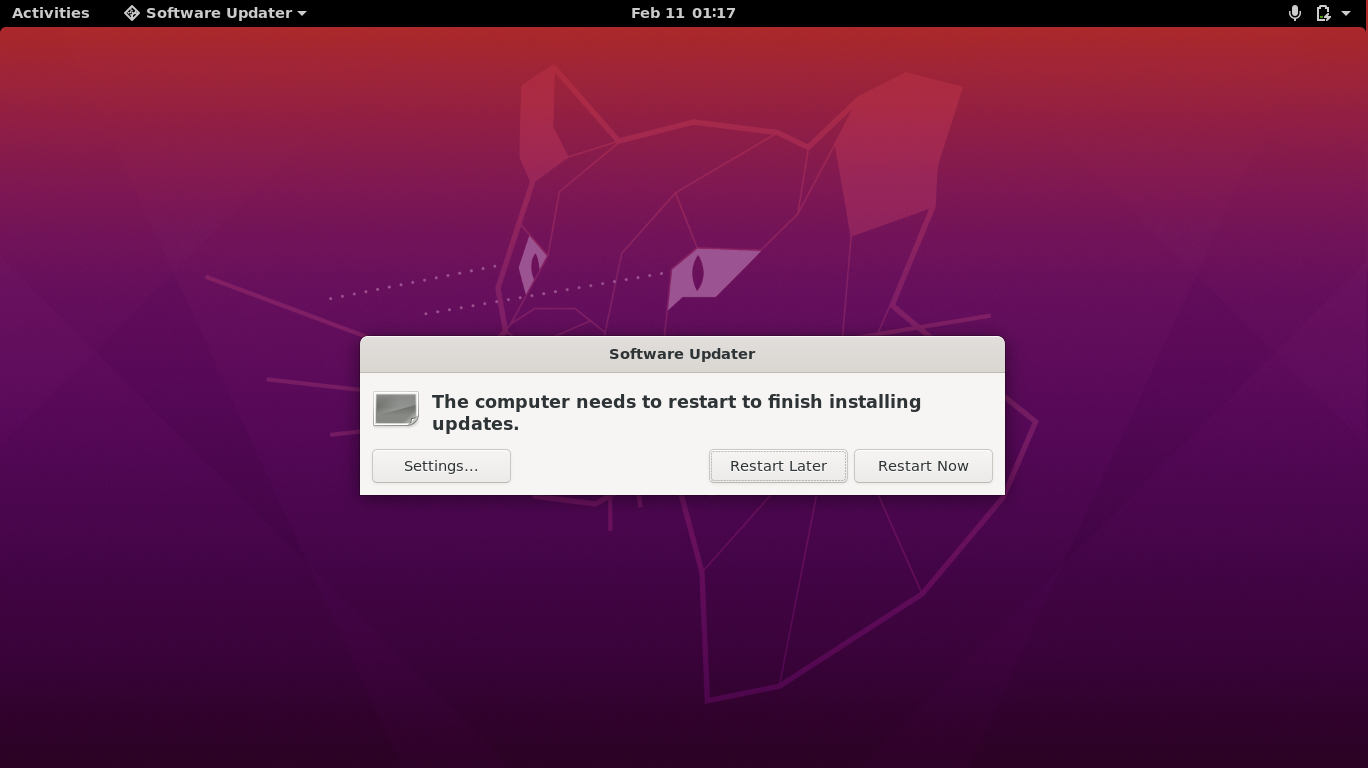 Activities
Software Updater
Feb 11 01:17
Software Updater
The computer needs to restart to finish installing
updates.
Settings…
Restart Later
Restart Now